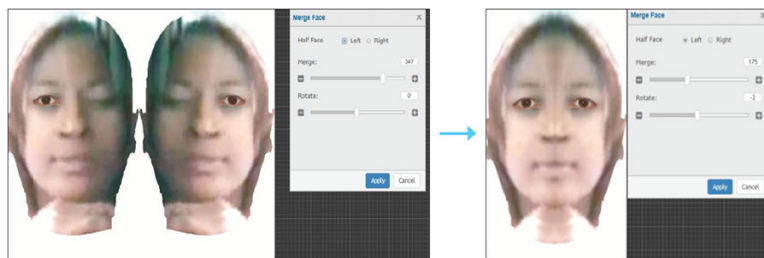 Merge Face X
Half Face Left Right
Merge: 347
Rotate: 0
Apply Cancel
Merge Face X
Half Face Left Right
Merge: 175
Rotate: -2
Apply Cancel